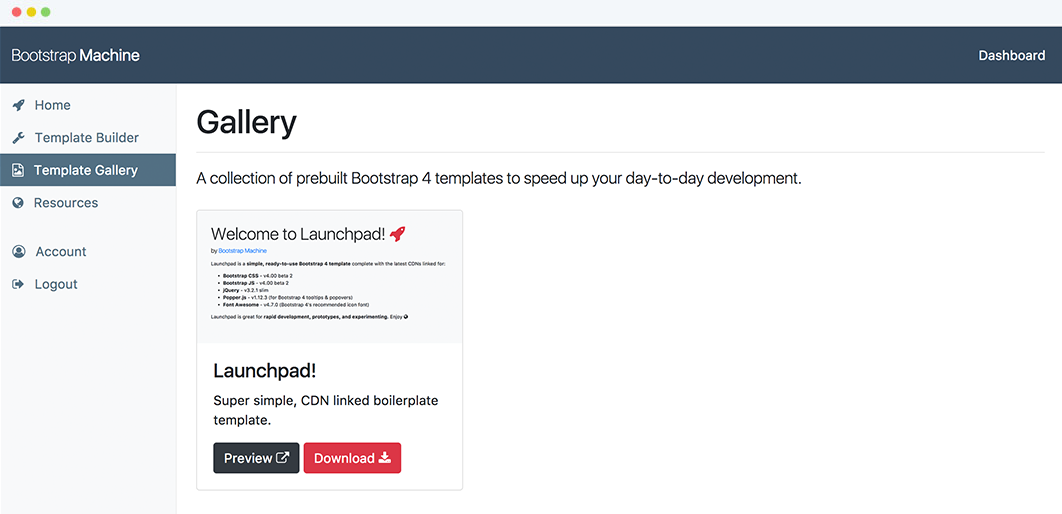 Bootstrap Machine
Dashboard
Home
Template Builder
Template Gallery
Resources
Account
Logout
Gallery
A collection of prebuilt Bootstrap 4 templates to speed up your day-to-day development.
Welcome to Launchpad!
by Bootstrap Machine
Launchpad is a simple, ready-to-use Bootstrap 4 template complete with the latest CDNs linked for:
Bootstrap CSS - v4.00 beta 2
Bootstrap JS - v4.00 beta 2
jQuery - v3.2.1 slim
Popper.js - v1.12.3 (for Bootstrap 4 tooltips & popovers)
Font Awesome - v4.7.0 (Bootstrap 4's recommended icon font)
Launchpad is great for rapid development, prototypes, and experimenting. Enjoy
Launchpad!
Super simple, CDN linked boilerplate
template.
Preview
Download